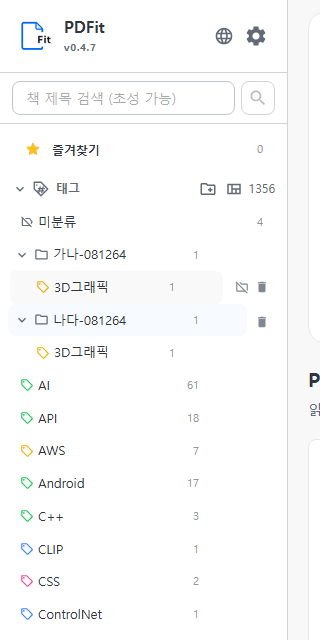 Fit
PDFit
v0.4.7
책 제목 검색 (초성 가능)
즐겨찾기 0
태그 1356
미분류 4
가나-081264 1
3D그래픽 1
나다-081264 1
3D그래픽 1
AI 61
API 18
AWS 7
Android 17
C++ 3
CLIP 1
CSS 2
ControlNet 1